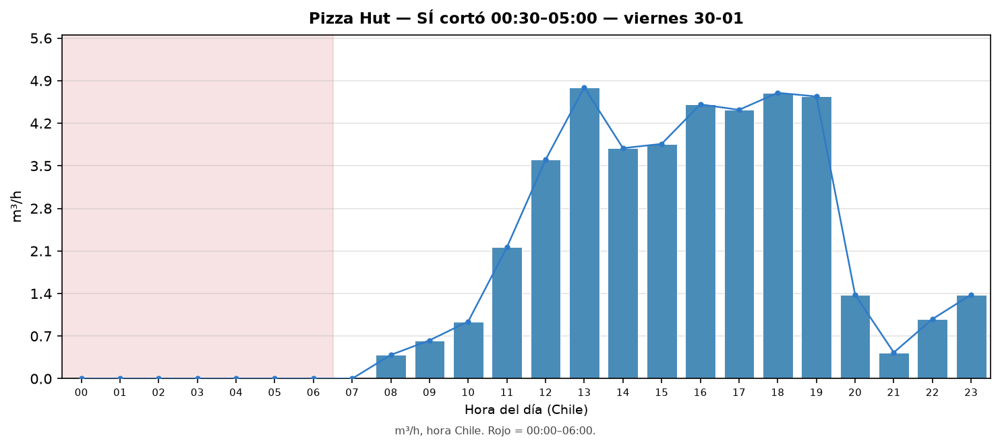 Pizza Hut — SÍ cortó 00:30–05:00 — viernes 30-01
5.6
4.9
4.2
3.5
2.8
2.1
1.4
0.7
0.0
m³/h
00 01 02 03 04 05 06 07 08 09 10 11 12 13 14 15 16 17 18 19 20 21 22 23
Hora del día (Chile)
m³/h, hora Chile. Rojo = 00:00–06:00.